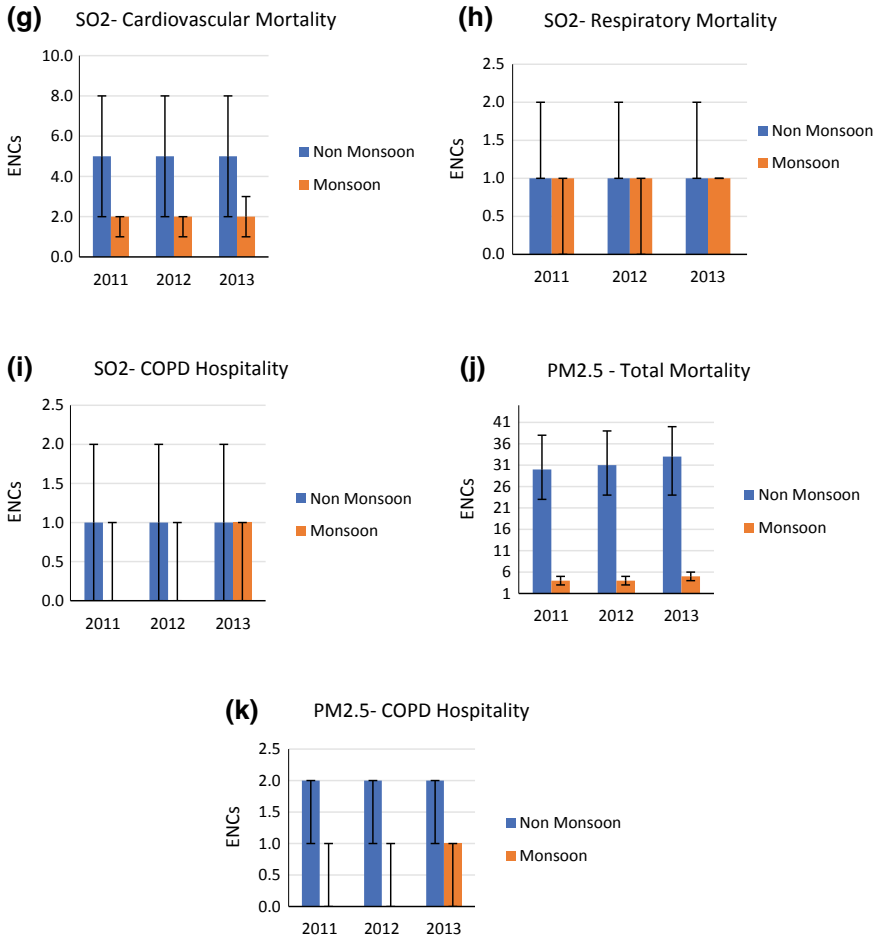 (g) SO2- Cardiovascular Mortality
10.0
8.0
6.0
4.0
2.0
0.0
ENCs
2011 2012 2013
Non Monsoon
Monsoon
(h) SO2- Respiratory Mortality
2.5
2.0
1.5
1.0
0.5
0.0
ENCs
2011 2012 2013
Non Monsoon
Monsoon
(i) SO2- COPD Hospitality
2.5
2.0
1.5
1.0
0.5
0.0
ENCs
2011 2012 2013
Non Monsoon
Monsoon
(j) PM2.5 - Total Mortality
41
36
31
26
21
16
11
6
1
ENCs
2011 2012 2013
Non Monsoon
Monsoon
(k) PM2.5- COPD Hospitality
2.5
2.0
1.5
1.0
0.5
0.0
ENCs
2011 2012 2013
Non Monsoon
Monsoon